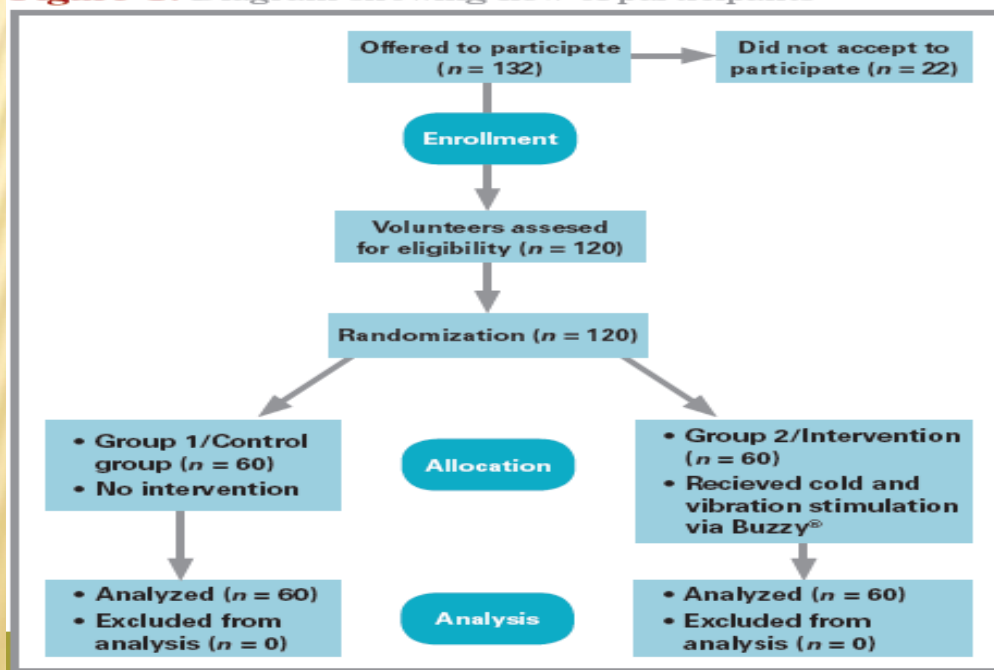 Offered to participate
(n = 132)
Did not accept to
participate (n = 22)
Enrollment
Volunteers assesed
for eligibility (n = 120)
Randomization (n = 120)
• Group 1/Control
group (n = 60)
• No intervention
Allocation
• Group 2/Intervention
(n = 60)
• Recieved cold and
vibration stimulation
via Buzzy®
• Analyzed (n = 60)
• Excluded from
analysis (n = 0)
Analysis
• Analyzed (n = 60)
• Excluded from
analysis (n = 0)